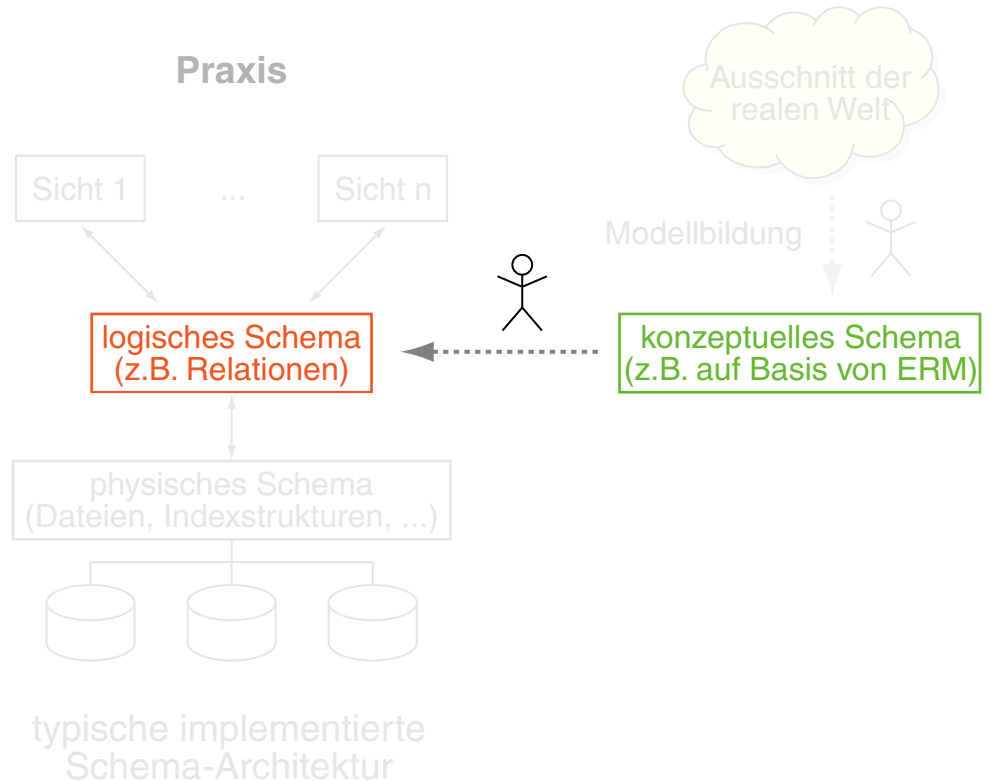 Praxis
Ausschnitt der
realen Welt
Sicht 1
...
Sicht n
Modellbildung
logisches Schema
(z.B. Relationen)
konzeptuelles Schema
(z.B. auf Basis von ERM)
physisches Schema
(Dateien, Indexstrukturen, ...)
typische implementierte
Schema-Architektur